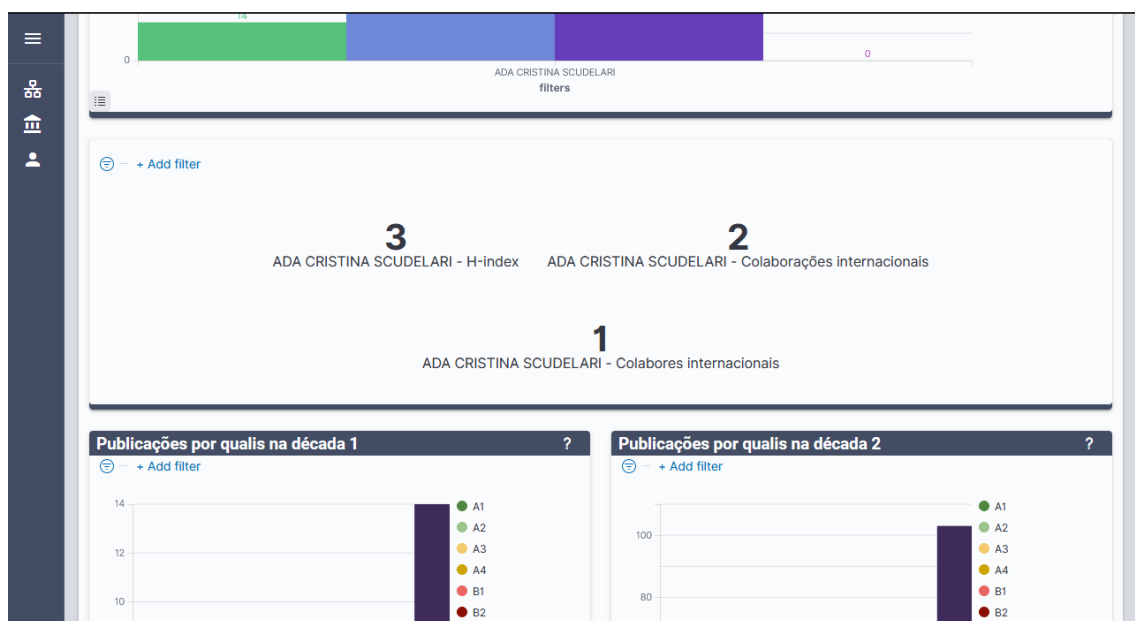 14
0
0
ADA CRISTINA SCUDELARI
filters
+ Add filter
3
ADA CRISTINA SCUDELARI - H-index
2
ADA CRISTINA SCUDELARI - Colaborações internacionais
1
ADA CRISTINA SCUDELARI - Colabores internacionais
Publicações por qualis na década 1 ?
+ Add filter
14
12
10
A1
A2
A3
A4
B1
B2
Publicações por qualis na década 2 ?
+ Add filter
100
80
A1
A2
A3
A4
B1
B2